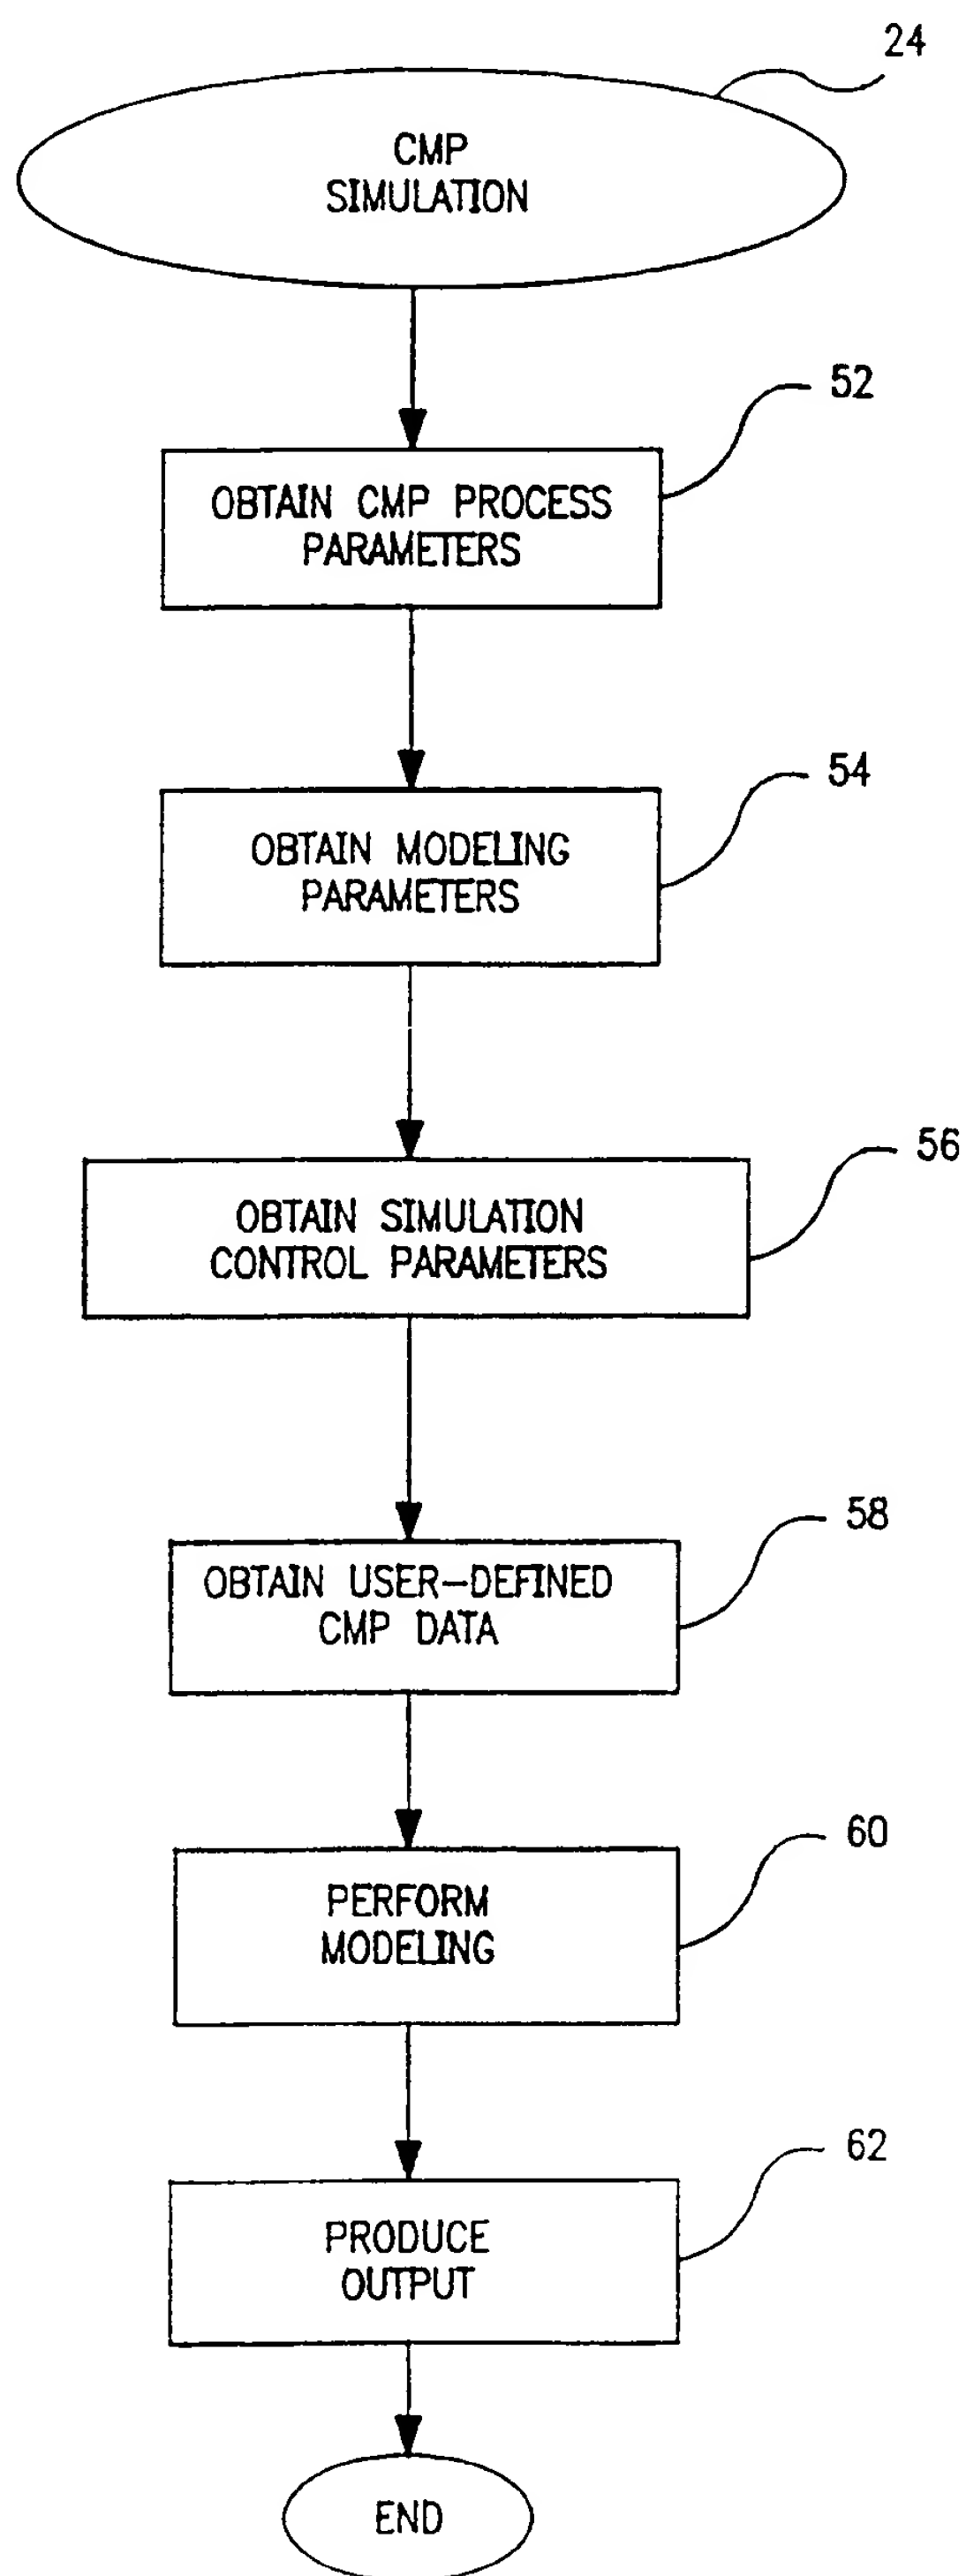 24
CMP
SIMULATION
52
OBTAIN CMP PROCESS
PARAMETERS
54
OBTAIN MODELING
PARAMETERS
56
OBTAIN SIMULATION
CONTROL PARAMETERS
58
OBTAIN USER-DEFINED
CMP DATA
60
PERFORM
MODELING
62
PRODUCE
OUTPUT
END